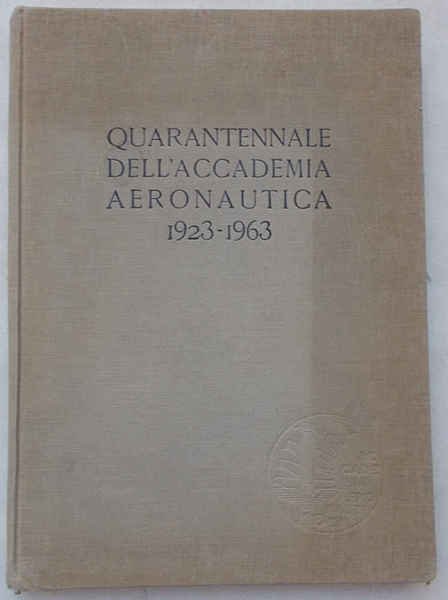 QUARANTENNALE
DELL'ACCADEMIA
AERONAUTICA
1923-1963